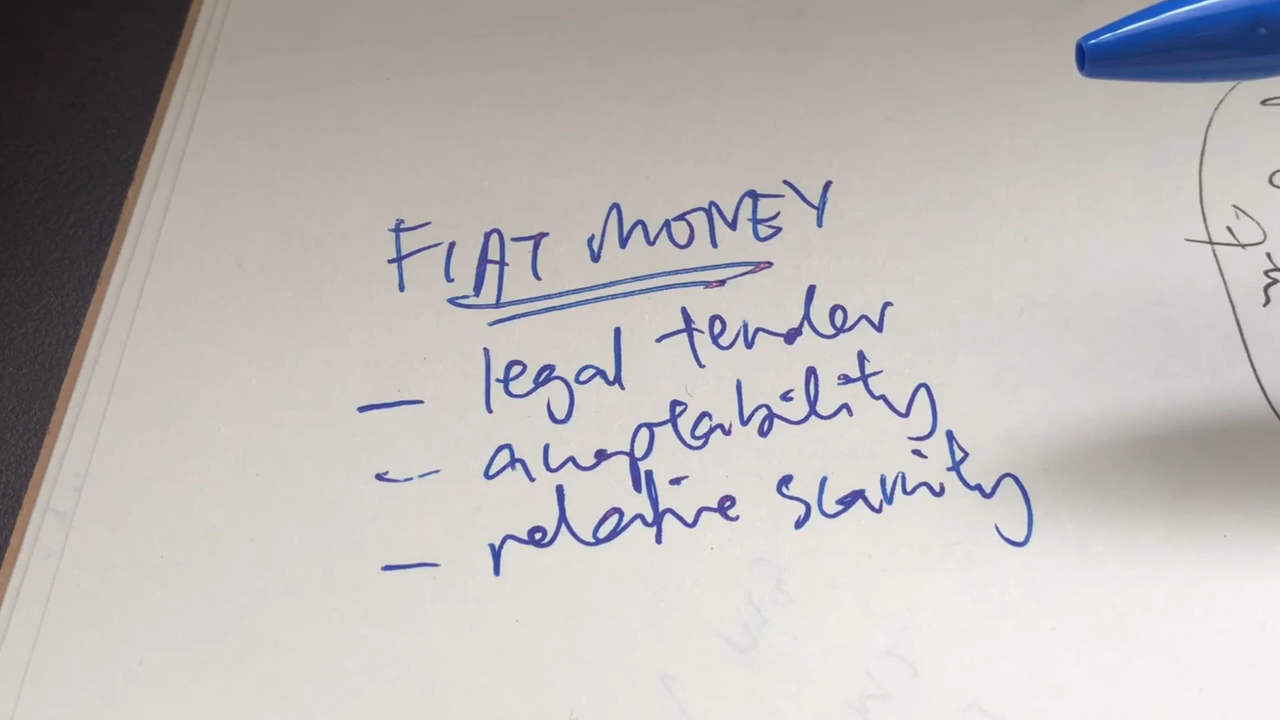 FIAT MONEY
- legal tender
- acceptability
- relative scarcity